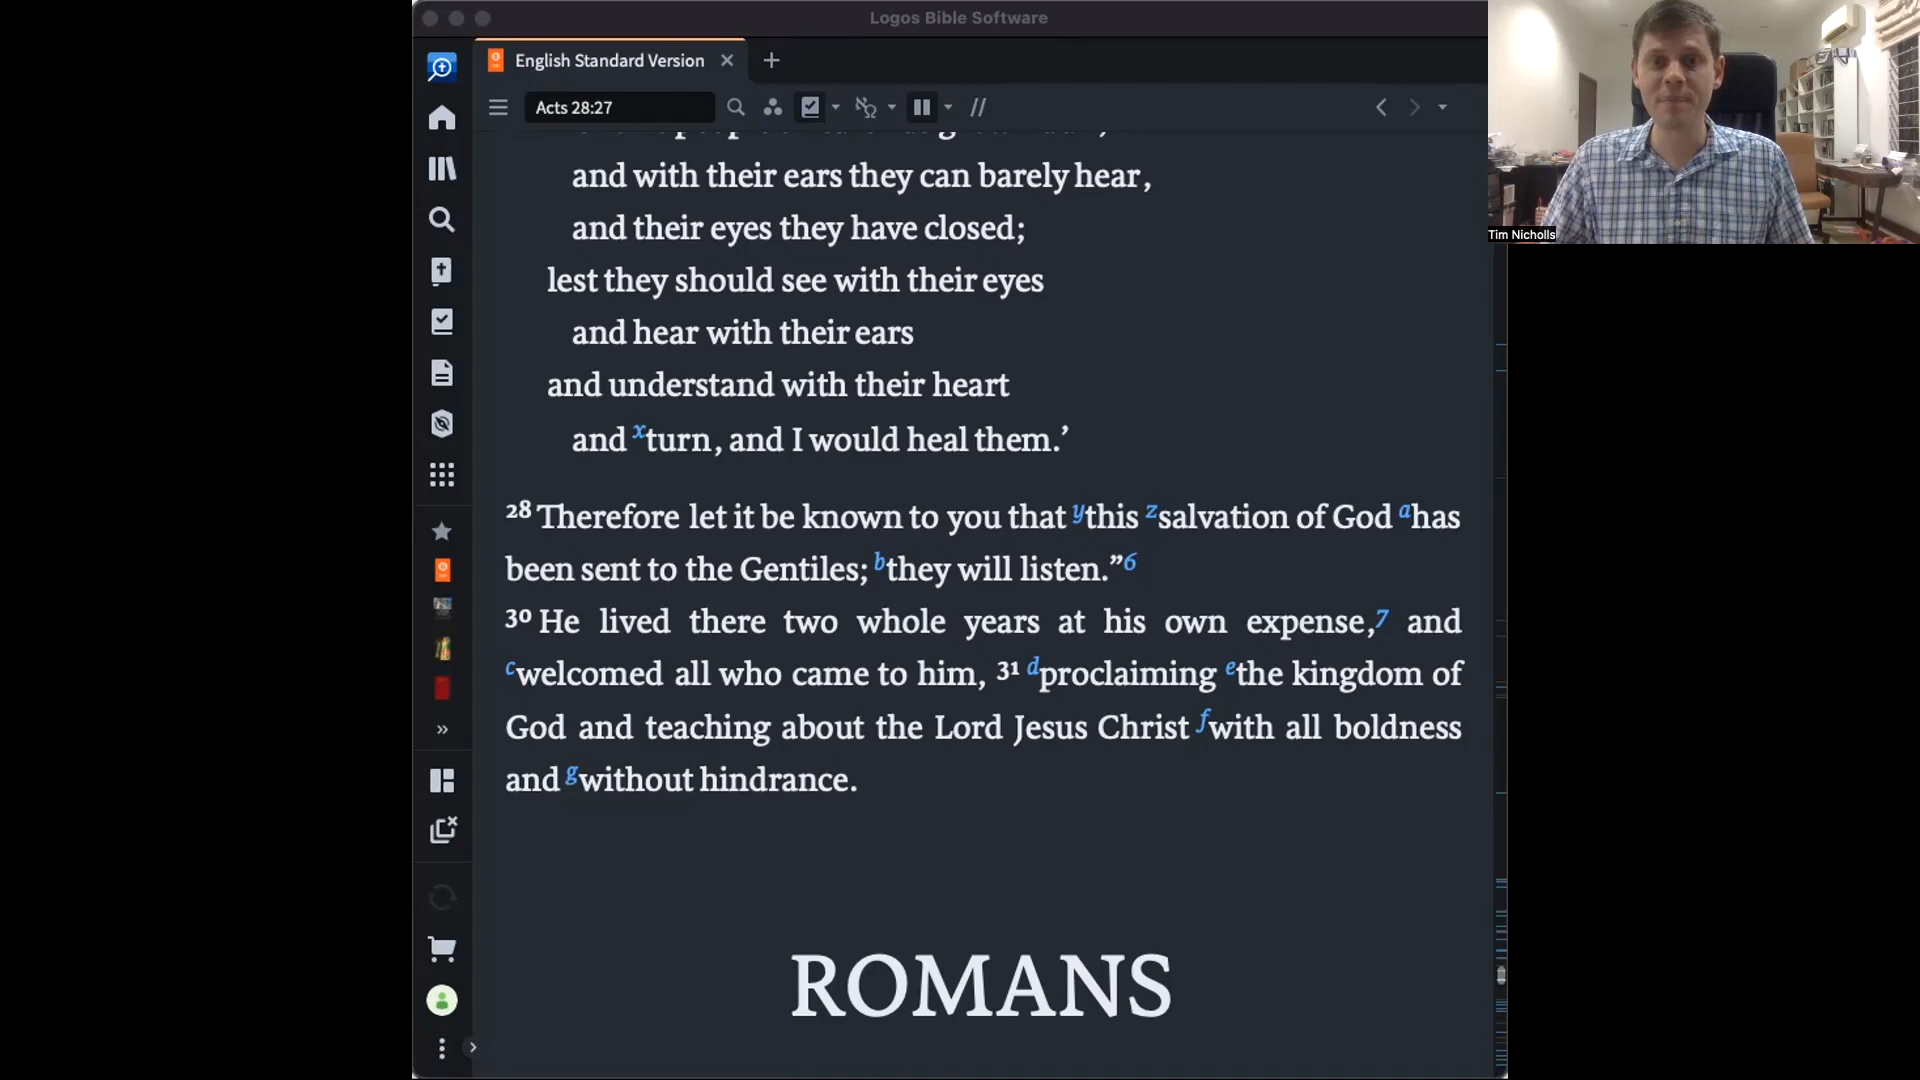 Logos Bible Software
English Standard Version
Acts 28:27
and with their ears they can barely hear,
and their eyes they have closed;
lest they should see with their eyes
and hear with their ears
and understand with their heart
and xturn, and I would heal them.’
28 Therefore let it be known to you that ythis zsalvation of God ahas
been sent to the Gentiles; bthey will listen.”6
30 He lived there two whole years at his own expense,7 and
cwelcomed all who came to him, 31 dproclaiming ethe kingdom of
God and teaching about the Lord Jesus Christ fwith all boldness
and gwithout hindrance.
ROMANS
Tim Nicholls